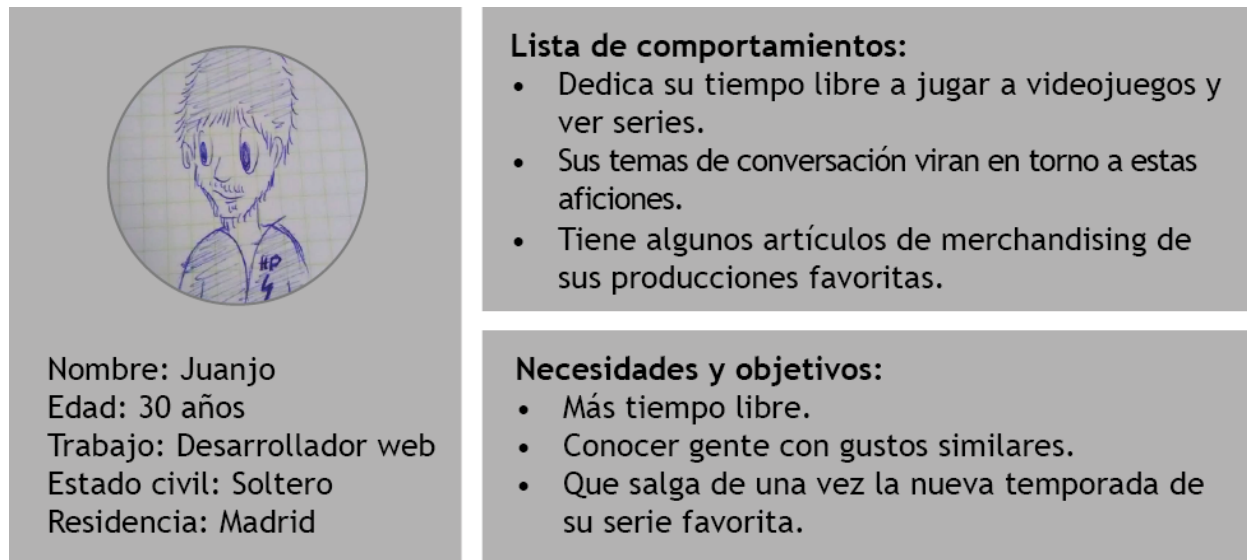 HP
Nombre: Juanjo
Edad: 30 años
Trabajo: Desarrollador web
Estado civil: Soltero
Residencia: Madrid
Lista de comportamientos:
• Dedica su tiempo libre a jugar a videojuegos y
ver series.
• Sus temas de conversación viran en torno a estas
aficiones.
• Tiene algunos artículos de merchandising de
sus producciones favoritas.
Necesidades y objetivos:
• Más tiempo libre.
• Conocer gente con gustos similares.
• Que salga de una vez la nueva temporada de
su serie favorita.